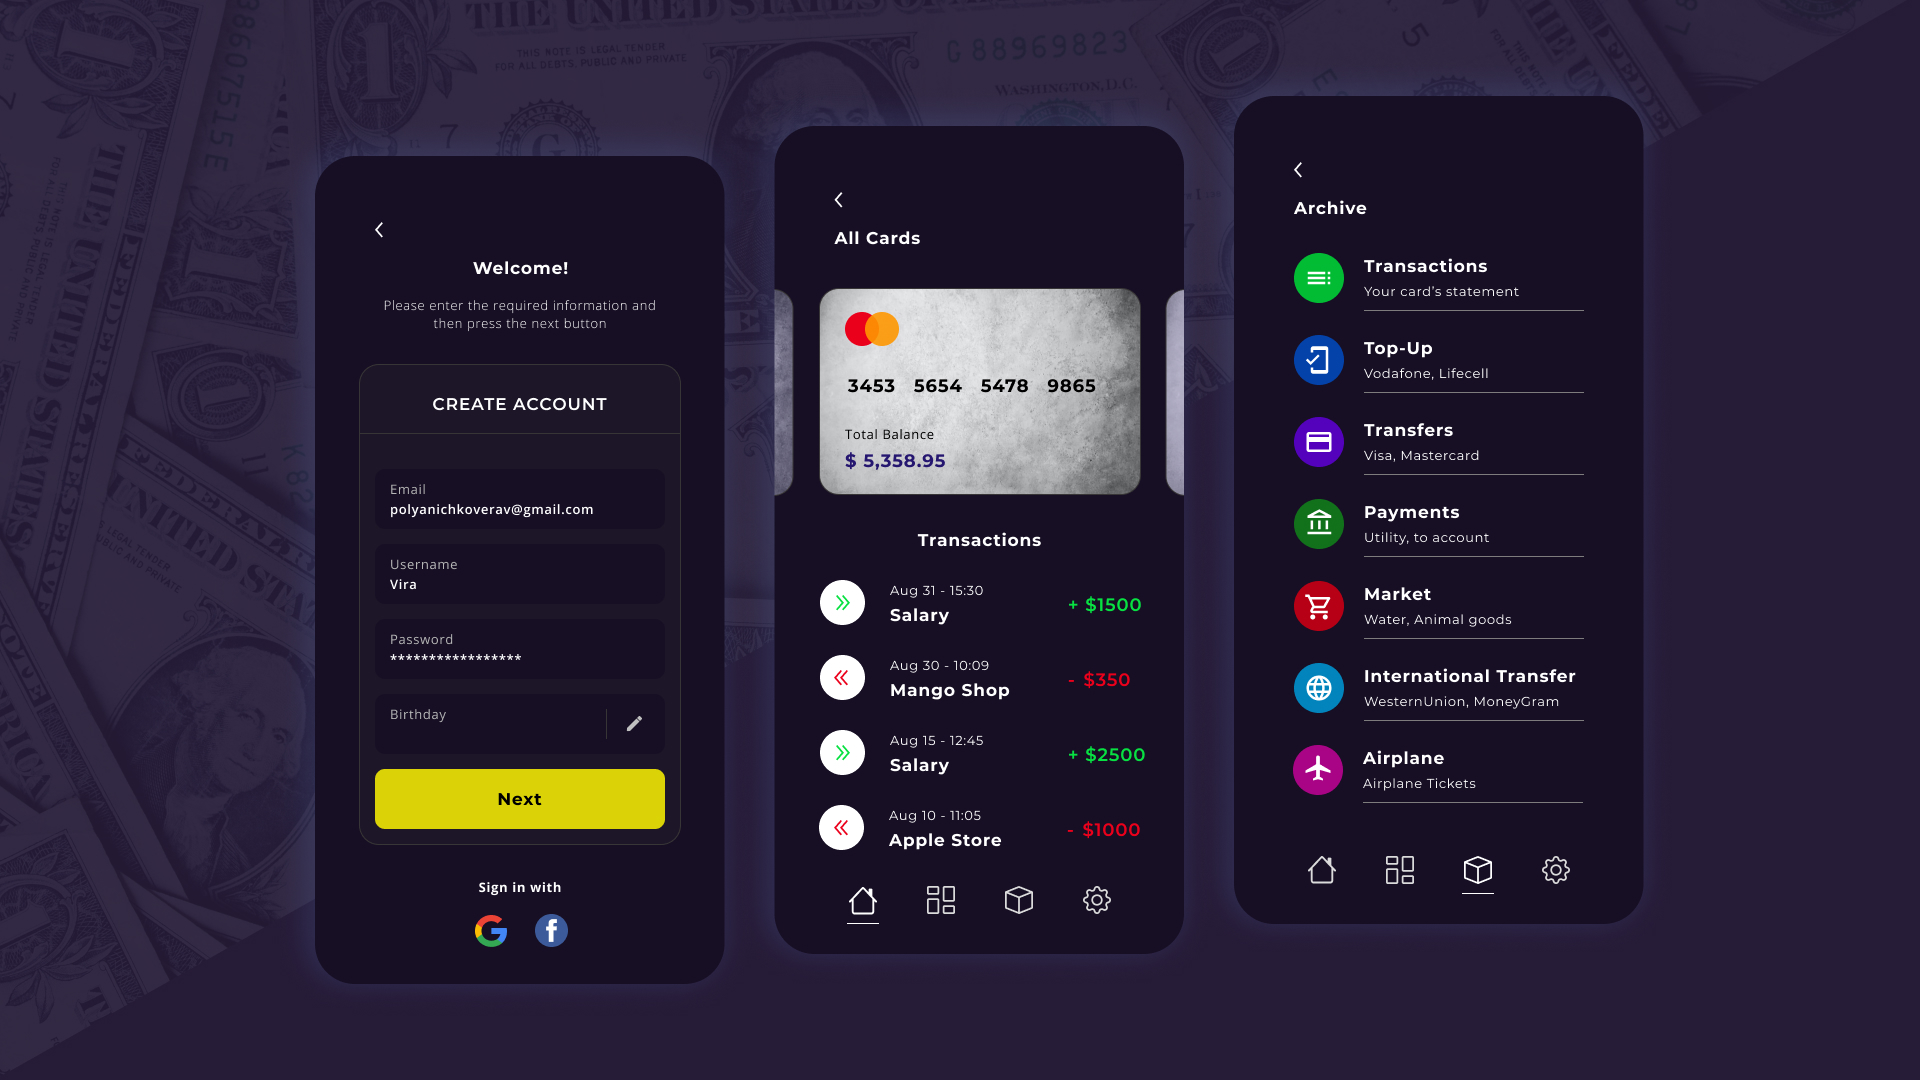 THE UNITED STATES OF
THIS NOTE IS LEGAL TENDER
FOR ALL DEBTS, PUBLIC AND PRIVATE
G 88969823
WASHINGTON, D.C.
Welcome!
Please enter the required information and
then press the next button
CREATE ACCOUNT
Email
polyanichkoverav@gmail.com
Username
Vira
Password
*****************
Birthday
Next
Sign in with
All Cards
3453 5654 5478 9865
Total Balance
$ 5,358.95
Transactions
Aug 31 - 15:30
Salary
+ $1500
Aug 30 - 10:09
Mango Shop
- $350
Aug 15 - 12:45
Salary
+ $2500
Aug 10 - 11:05
Apple Store
- $1000
Archive
Transactions
Your card's statement
Top-Up
Vodafone, Lifecell
Transfers
Visa, Mastercard
Payments
Utility, to account
Market
Water, Animal goods
International Transfer
WesternUnion, MoneyGram
Airplane
Airplane Tickets